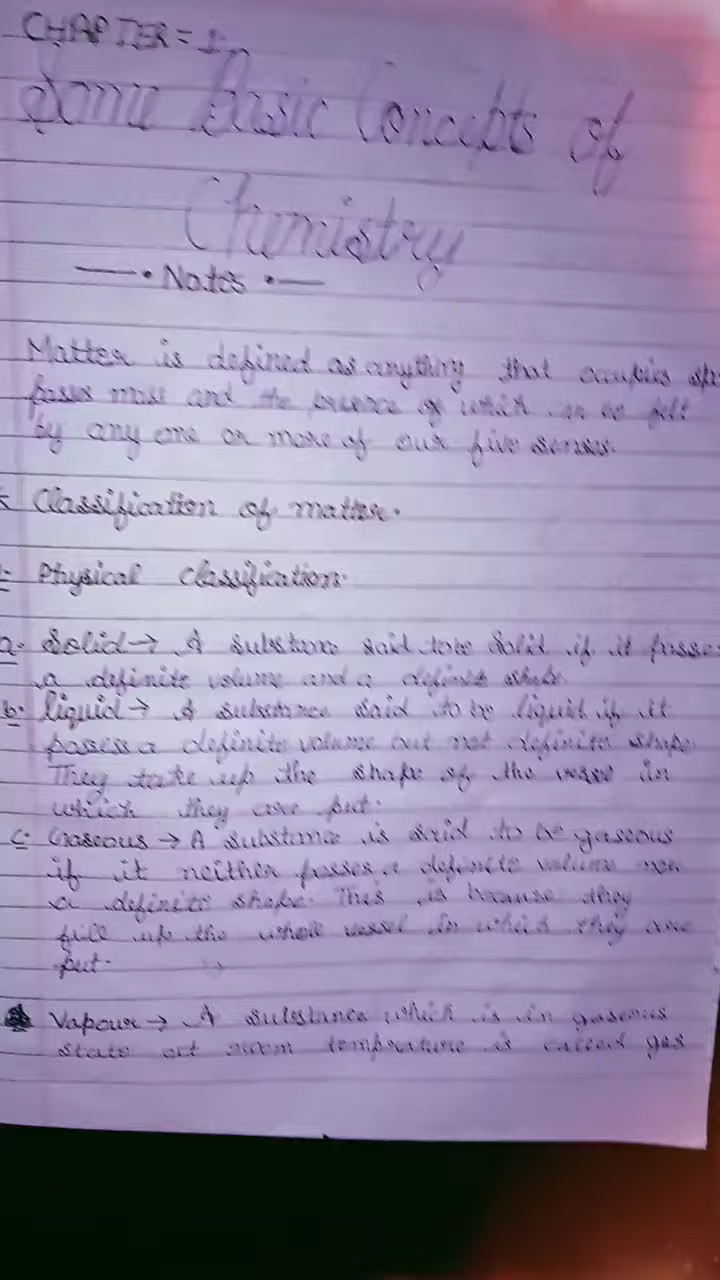 CHAPTER = 1
Some Basic Concepts of
Chemistry
Notes
Matter is defined as anything that occupies
mass and the presence of which can be felt
by any one or more of our five senses.
Classification of matter.
Physical classification
a. Solid → A substance said to be solid if it
a definite volume and a definite shape.
b. liquid → A substance said to be liquid if it
possess a definite volume but not definite shape.
They take up the shape of the vessel in
which they are put.
c. Gaseous → A substance is said to be gaseous
if it neither posses a definite volume nor
a definite shape. This is because they
fill up the whole vessel in which they are
put.
Vapour → A substance which is in gaseous
state at room temprature is called gas